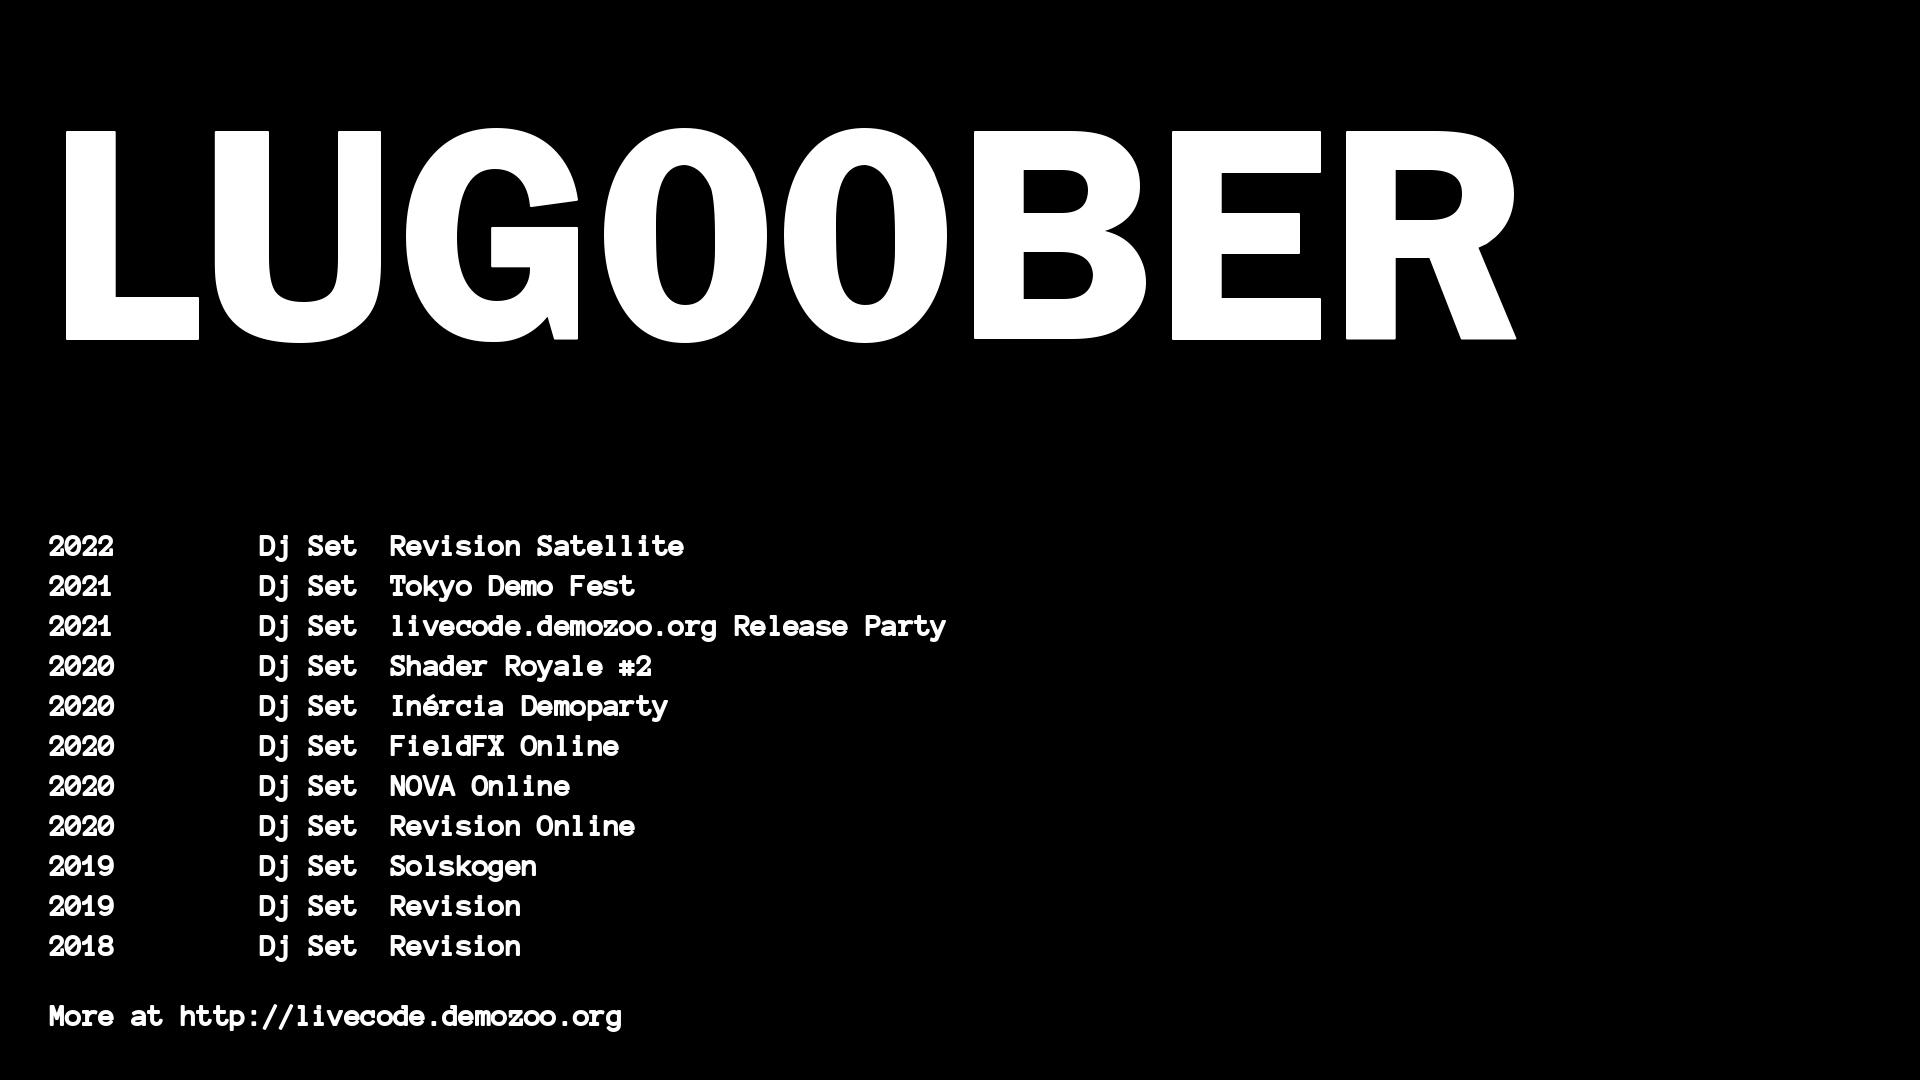 LUGOOBER
2022 Dj Set Revision Satellite
2021 Dj Set Tokyo Demo Fest
2021 Dj Set livecode.demozoo.org Release Party
2020 Dj Set Shader Royale #2
2020 Dj Set Inércia Demoparty
2020 Dj Set FieldFX Online
2020 Dj Set NOVA Online
2020 Dj Set Revision Online
2019 Dj Set Solskogen
2019 Dj Set Revision
2018 Dj Set Revision
More at http://livecode.demozoo.org